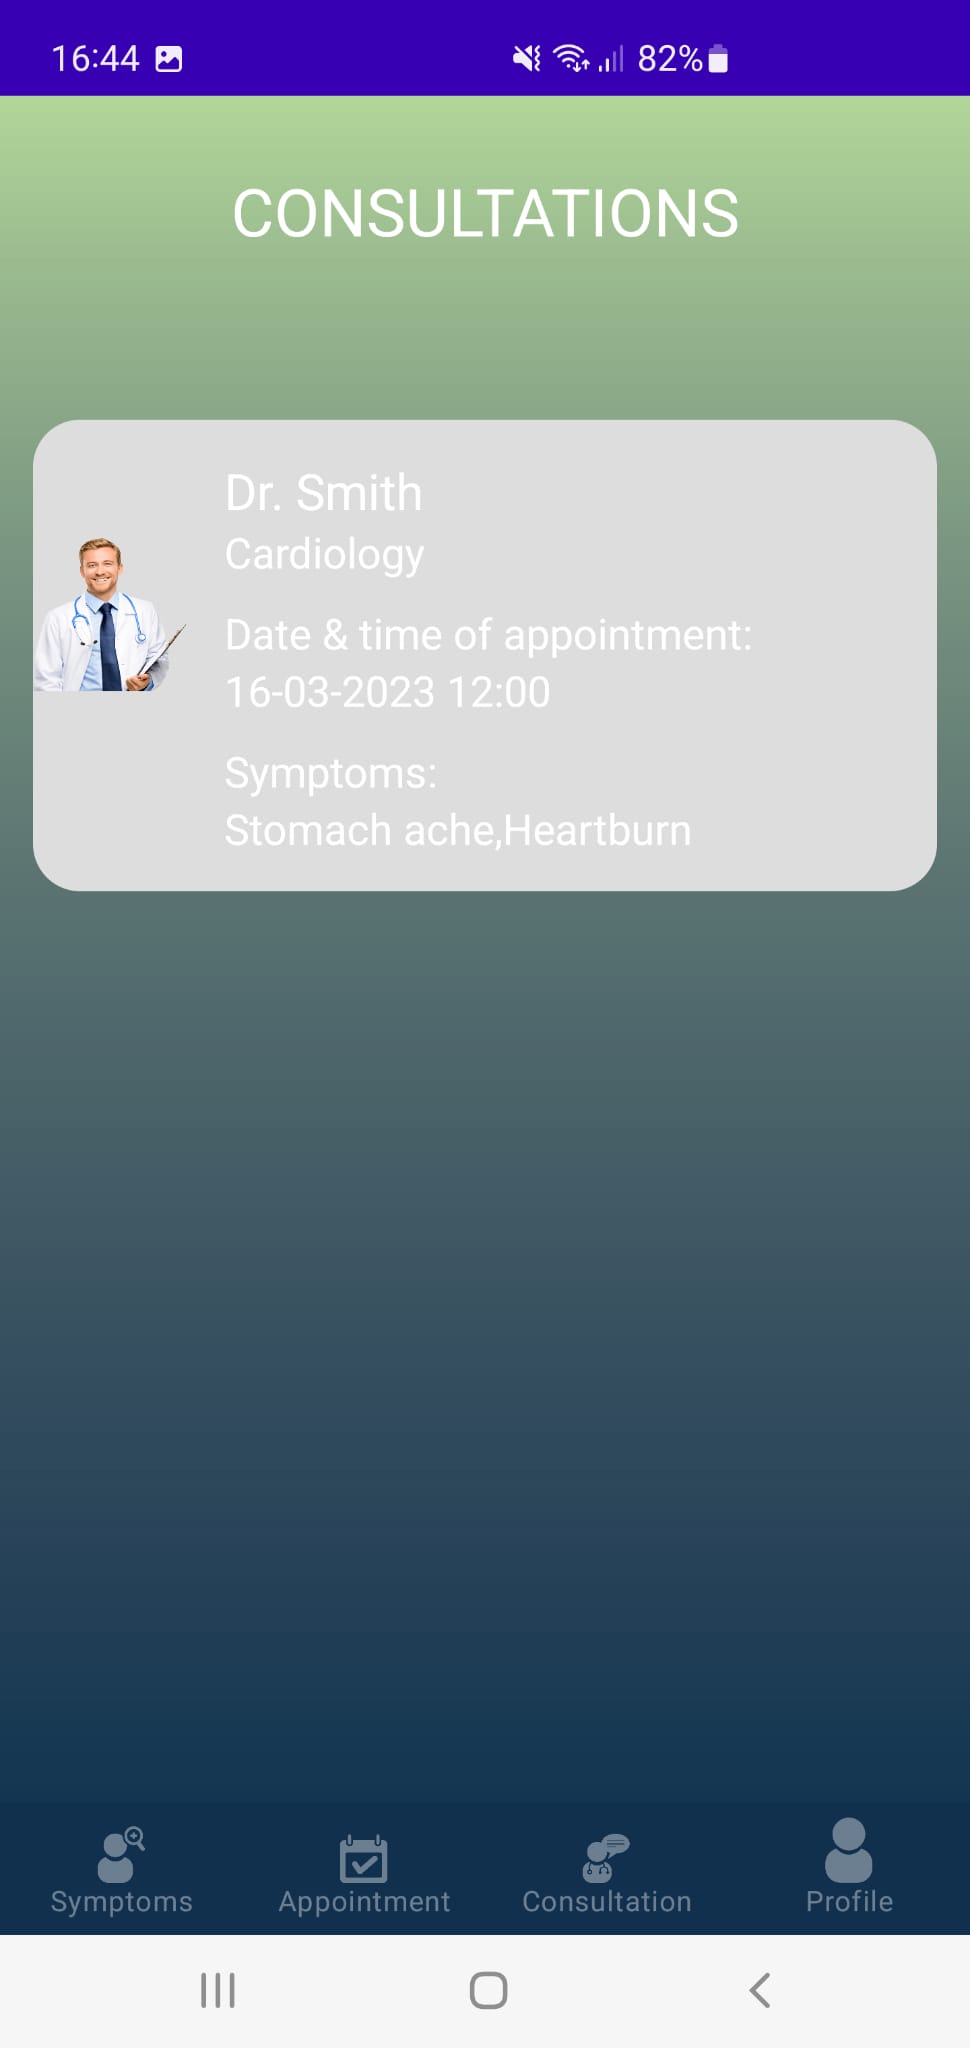 16:44 82%
CONSULTATIONS
Dr. Smith
Cardiology
Date & time of appointment:
16-03-2023 12:00
Symptoms:
Stomach ache,Heartburn
Symptoms Appointment Consultation Profile